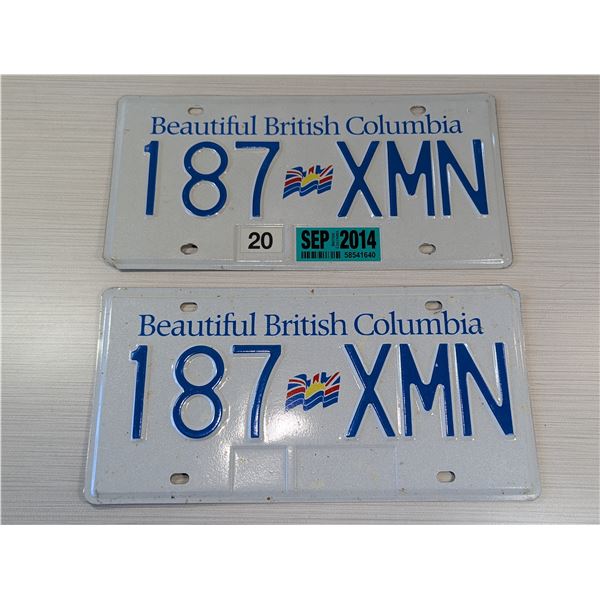 Beautiful British Columbia
187 XMN
20 SEP 2014
58541640
Beautiful British Columbia
187 XMN